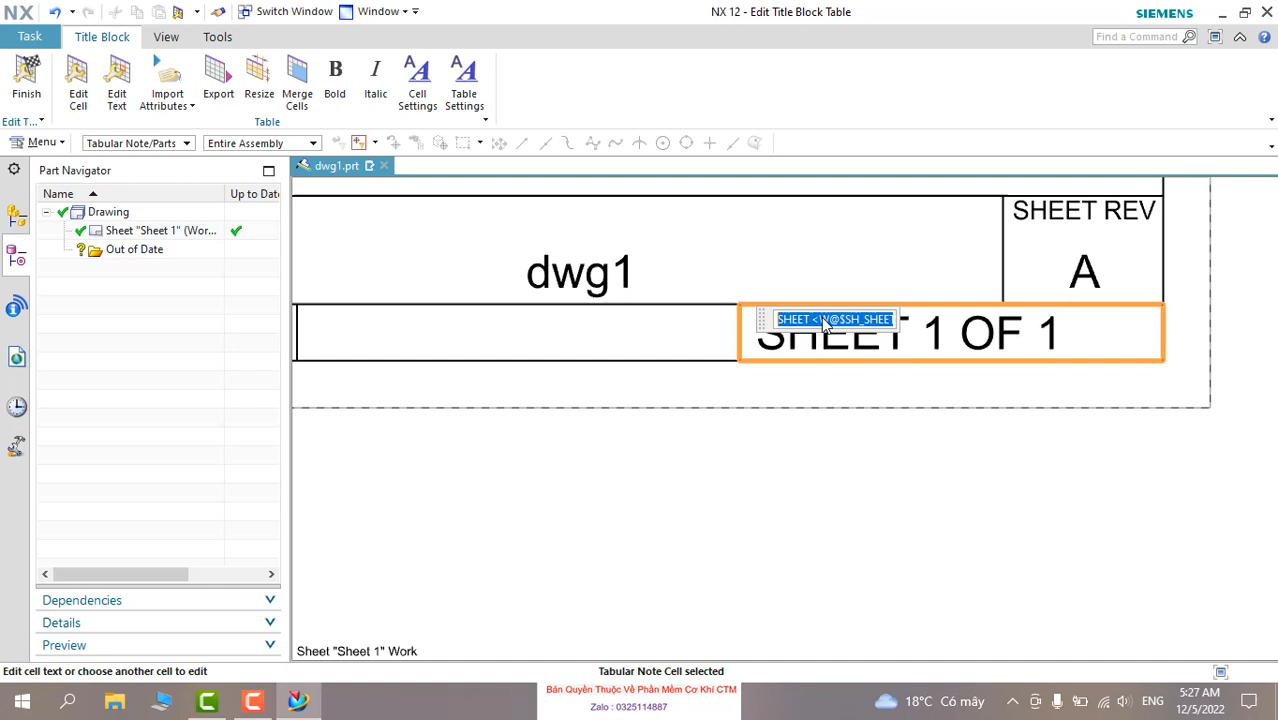 NX
Switch Window
Window
NX 12 - Edit Title Block Table
SIEMENS
Task
Title Block
View
Tools
Find a Command
Finish
Edit Cell
Edit Text
Import Attributes
Export
Resize
Merge Cells
B
Bold
I
Italic
Cell Settings
Table Settings
Edit T...
Table
Menu
Tabular Note/Parts
Entire Assembly
Part Navigator
dwg1.prt
Name
Up to Date
Drawing
Sheet "Sheet 1" (Wor...
Out of Date
SHEET REV
dwg1
A
SHEET <W@$SH_SHEET
SHEET 1 OF 1
Dependencies
Details
Preview
Sheet "Sheet 1" Work
Edit cell text or choose another cell to edit
Tabular Note Cell selected
Bản Quyền Thuộc Về Phần Mềm Cơ Khí CTM
Zalo : 0325114887
18°C Có mây
ENG
5:27 AM
12/5/2022